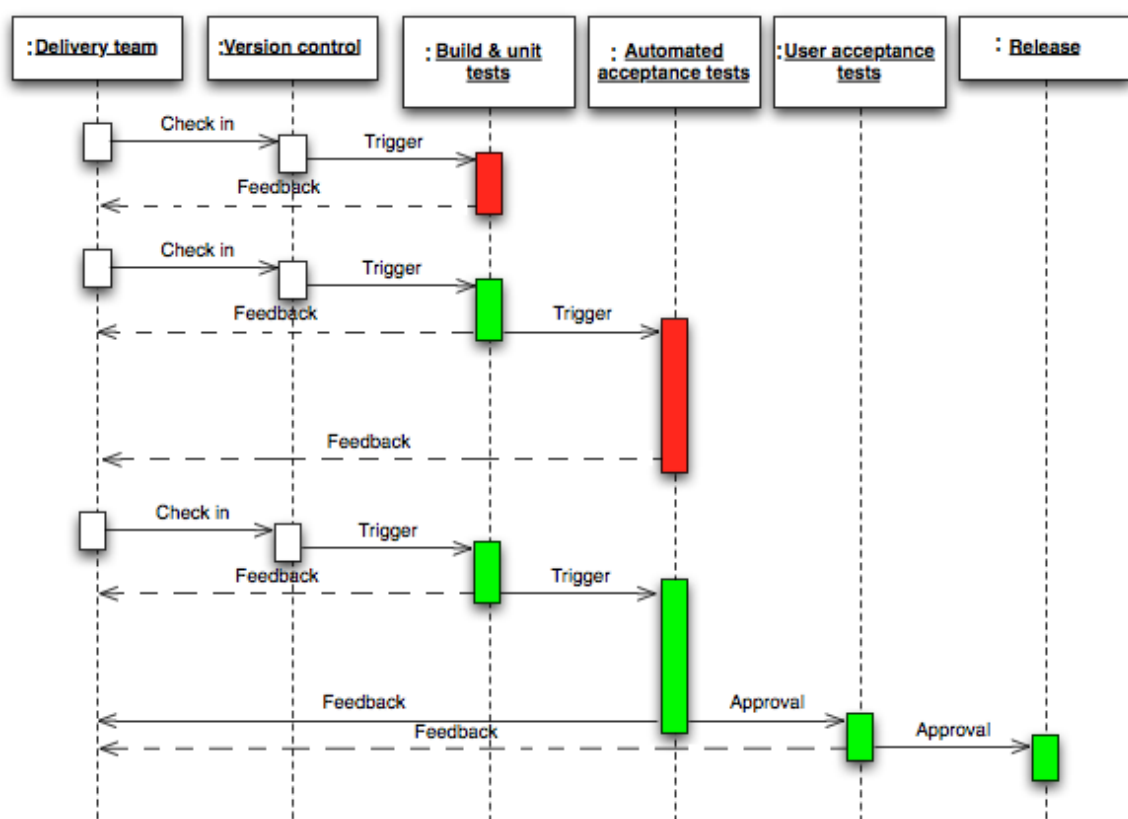 :Delivery team
:Version control
: Build & unit
tests
: Automated
acceptance tests
:User acceptance
tests
: Release
Check in
Trigger
Feedback
Check in
Trigger
Feedback
Trigger
Feedback
Check in
Trigger
Feedback
Trigger
Feedback
Approval
Feedback
Approval